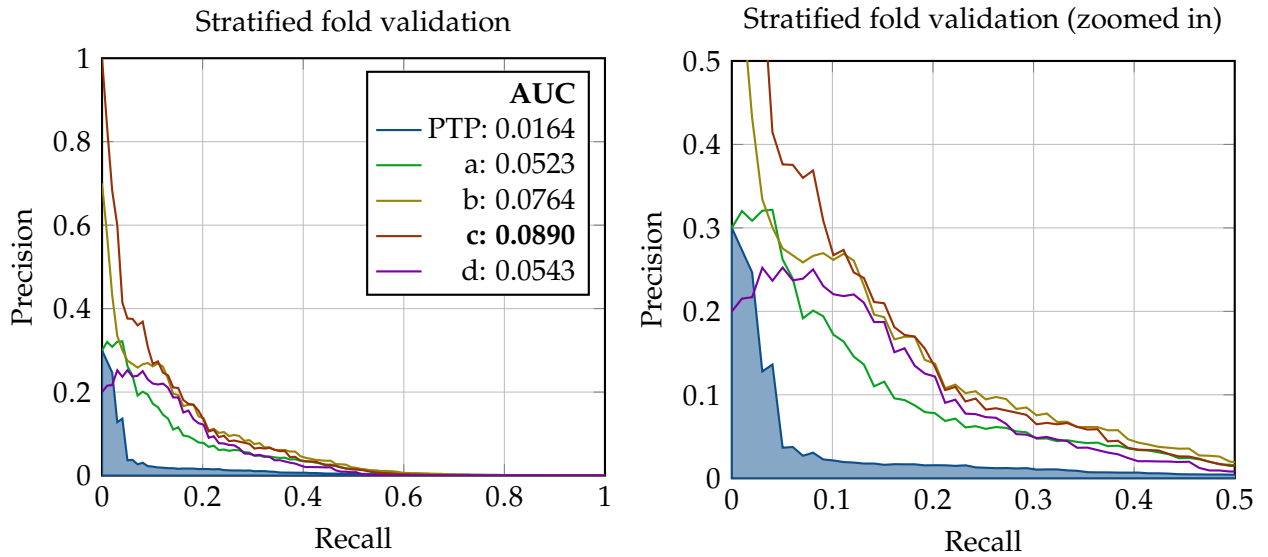 Stratified fold validation
1
0.8
0.6
0.4
0.2
0
Precision
AUC
PTP: 0.0164
a: 0.0523
b: 0.0764
c: 0.0890
d: 0.0543
0 0.2 0.4 0.6 0.8 1
Recall
Stratified fold validation (zoomed in)
0.5
0.4
0.3
0.2
0.1
0
Precision
0 0.1 0.2 0.3 0.4 0.5
Recall